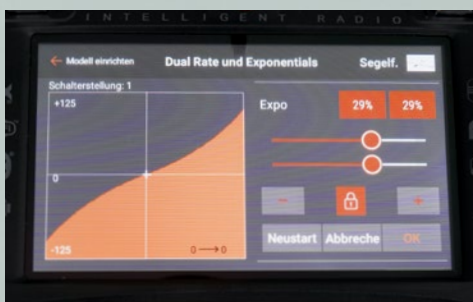 INTELLIGENT RADIO
← Modell einrichten Dual Rate und Exponentials Segelf.
Schalterstellung: 1
+125
Expo 29% 29%
0
- +
Neustart Abbreche OK
-125 0 → 0